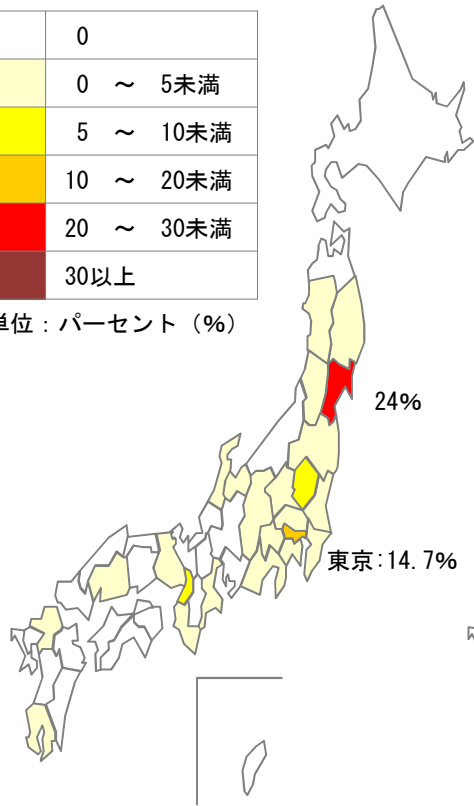 0
0 ～ 5未満
5 ～ 10未満
10 ～ 20未満
20 ～ 30未満
30以上
単位：パーセント（%）
24%
東京:14.7%